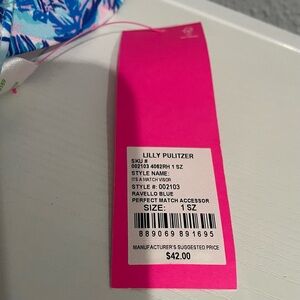 LILLY PULITZER
SKU #
002103 4062RH 1 SZ
STYLE NAME:
ITS A MATCH VISOR
STYLE #: 002103
RAVELLO BLUE
PERFECT MATCH ACCESSOR
SIZE: 1 SZ
889069 891695
MANUFACTURER'S SUGGESTED PRICE
$42.00